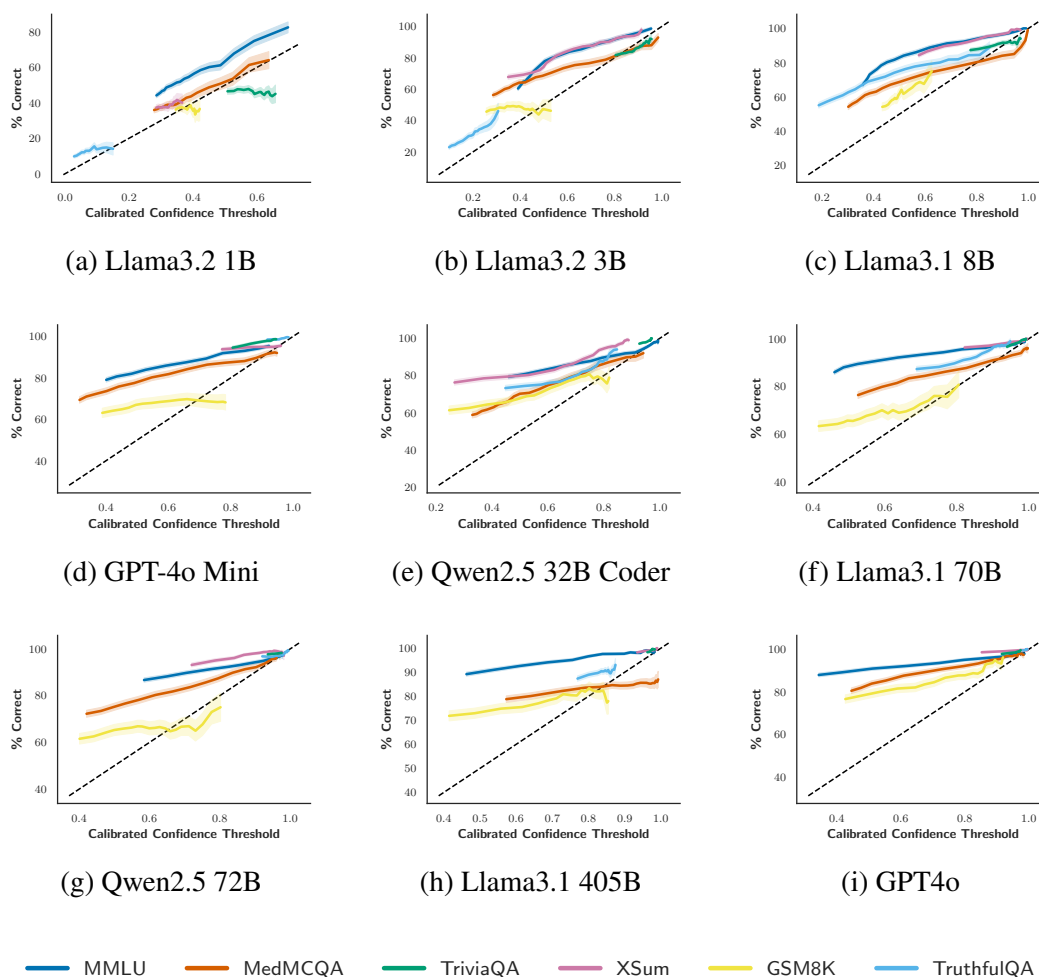 % Correct
80
60
40
20
0
0.0 0.2 0.4 0.6
Calibrated Confidence Threshold
(a) Llama3.2 1B
% Correct
100
80
60
40
20
0.2 0.4 0.6 0.8 1.0
Calibrated Confidence Threshold
(b) Llama3.2 3B
% Correct
100
80
60
40
20
0.2 0.4 0.6 0.8 1.0
Calibrated Confidence Threshold
(c) Llama3.1 8B
% Correct
100
80
60
40
0.4 0.6 0.8 1.0
Calibrated Confidence Threshold
(d) GPT-4o Mini
% Correct
100
80
60
40
20
0.2 0.4 0.6 0.8 1.0
Calibrated Confidence Threshold
(e) Qwen2.5 32B Coder
% Correct
100
80
60
40
0.4 0.6 0.8 1.0
Calibrated Confidence Threshold
(f) Llama3.1 70B
% Correct
100
80
60
40
0.4 0.6 0.8 1.0
Calibrated Confidence Threshold
(g) Qwen2.5 72B
% Correct
100
90
80
70
60
50
40
0.4 0.5 0.6 0.7 0.8 0.9 1.0
Calibrated Confidence Threshold
(h) Llama3.1 405B
% Correct
100
80
60
40
0.4 0.6 0.8 1.0
Calibrated Confidence Threshold
(i) GPT4o
MMLU MedMCQA TriviaQA XSum GSM8K TruthfulQA